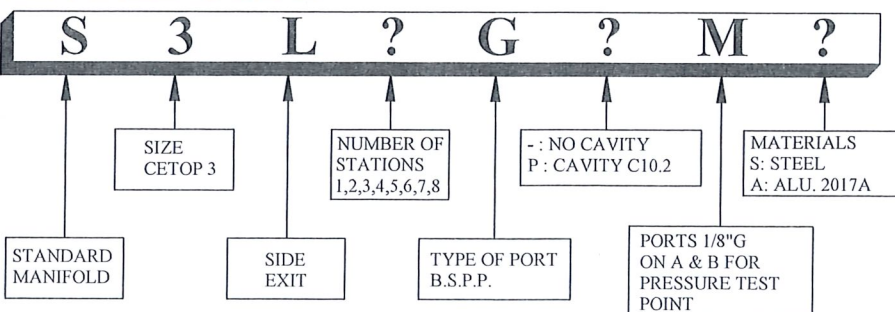 S 3 L ? G ? M ?
SIZE
CETOP 3
NUMBER OF
STATIONS
1,2,3,4,5,6,7,8
- : NO CAVITY
P : CAVITY C10.2
MATERIALS
S: STEEL
A: ALU. 2017A
STANDARD
MANIFOLD
SIDE
EXIT
TYPE OF PORT
B.S.P.P.
PORTS 1/8"G
ON A & B FOR
PRESSURE TEST
POINT